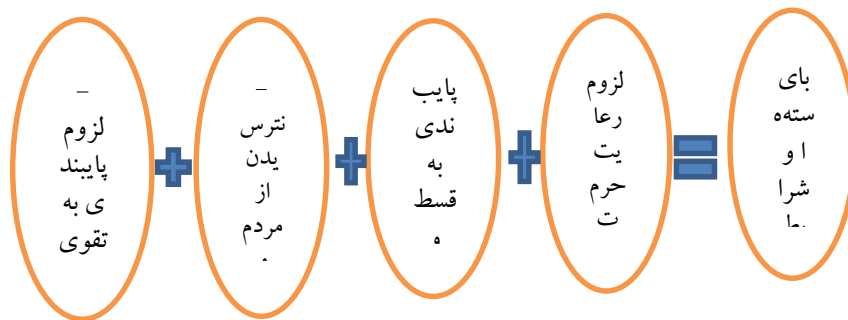 بای
سته‌ه
ا و
شرا
=
لزوم
رعا
یت
حرم
ت
+
پایب
ندی
به
قسط
و
+
–
نترس
یدن
از
مردم
+
–
لزوم
پایبند
ی به
تقوی